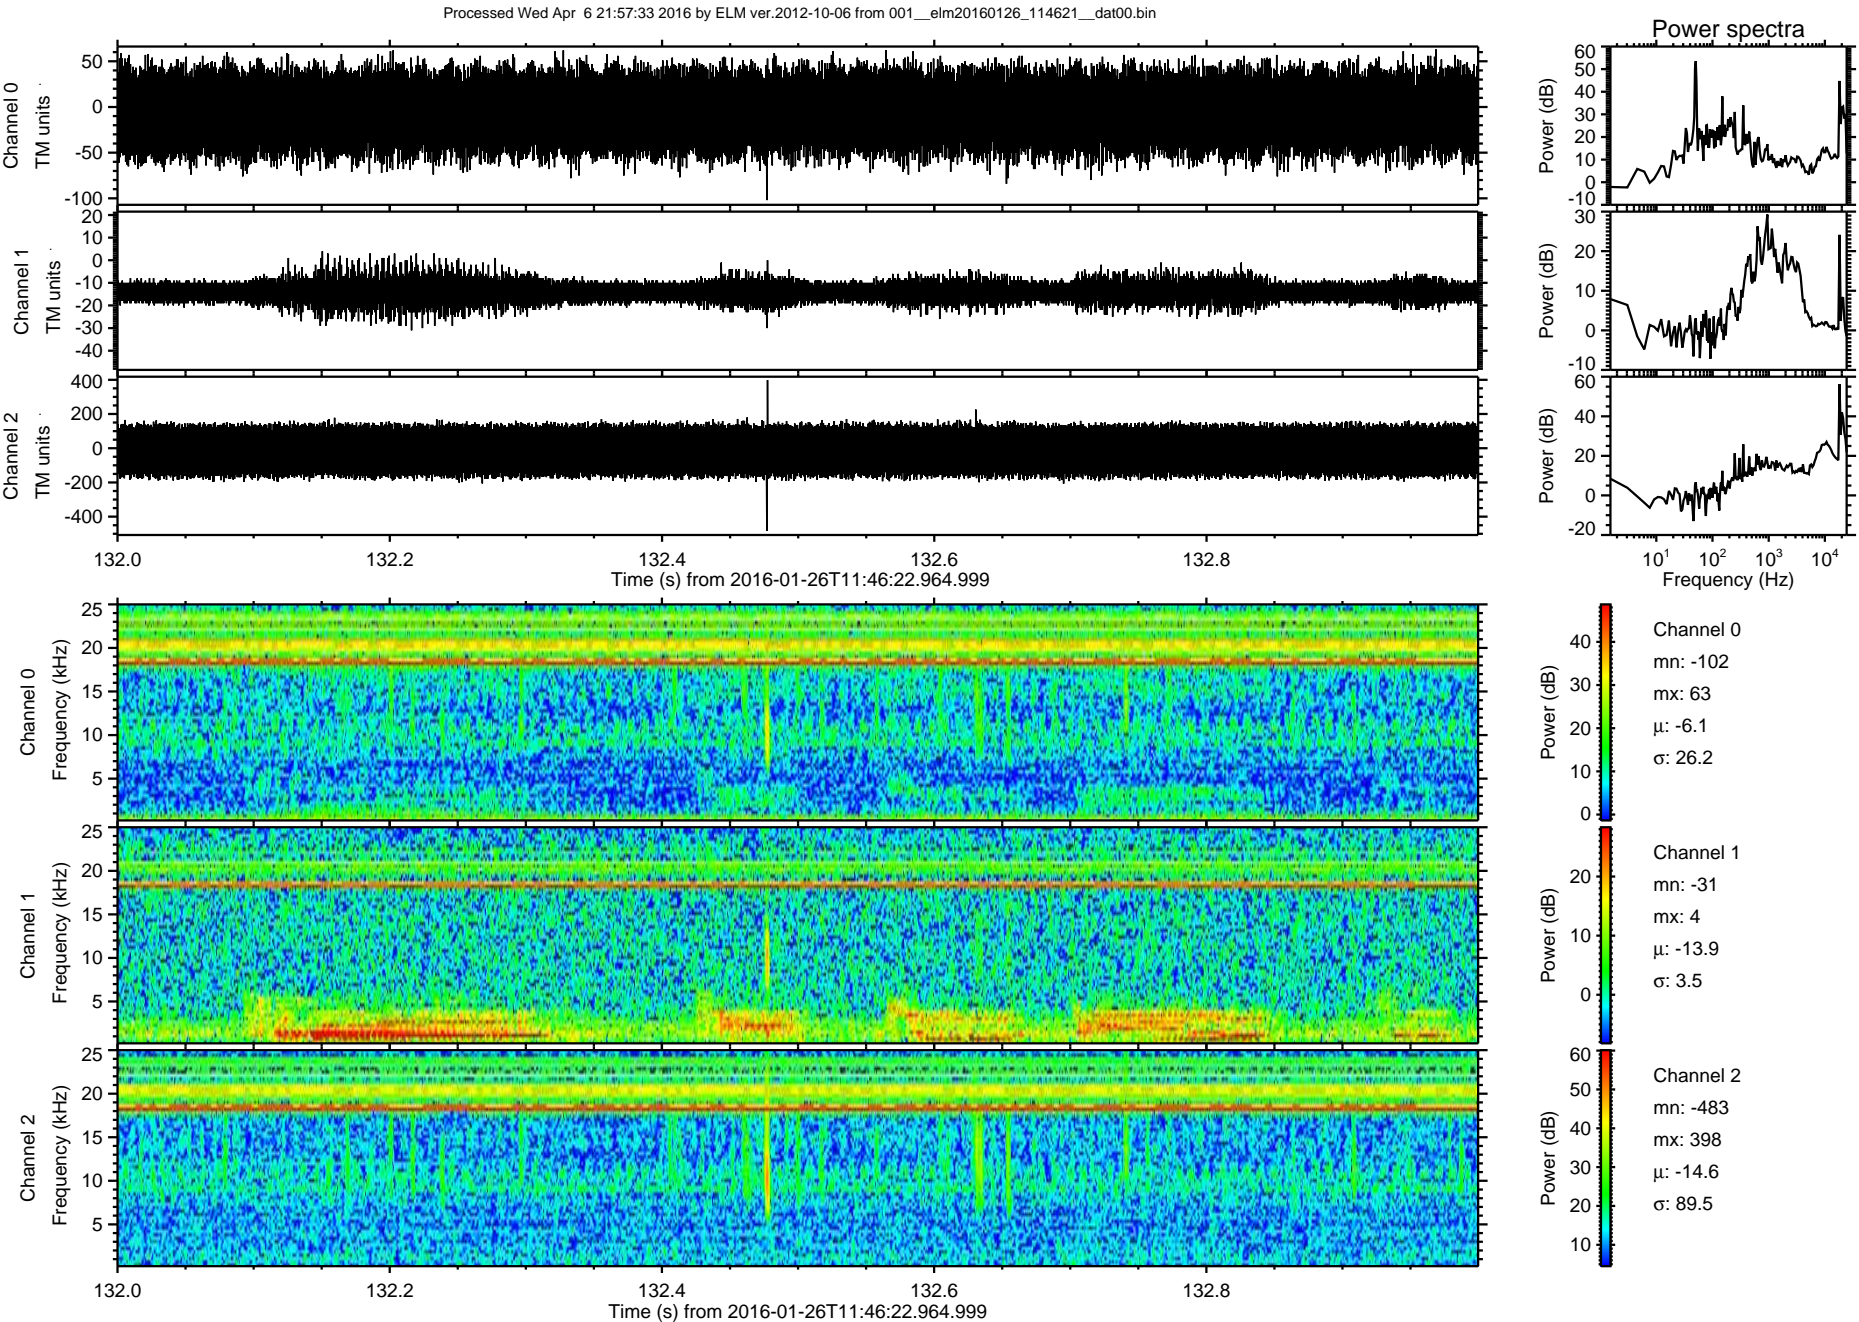 Processed Wed Apr 6 21:57:33 2016 by ELM ver.2012-10-06 from 001__elm20160126_114621__dat00.bin
Power spectra
Channel 0
TM units
50
0
-50
-100
Power (dB)
60
50
40
30
20
10
0
-10
Channel 1
TM units
20
10
0
-10
-20
-30
-40
Power (dB)
30
20
10
0
-10
Channel 2
TM units
400
200
0
-200
-400
Power (dB)
60
40
20
0
-20
132.0 132.2 132.4 132.6 132.8
Time (s) from 2016-01-26T11:46:22.964.999
10¹ 10² 10³ 10⁴
Frequency (Hz)
Channel 0
Frequency (kHz)
25
20
15
10
5
Power (dB)
40
30
20
10
0
Channel 0
mn: -102
mx: 63
μ: -6.1
σ: 26.2
Channel 1
Frequency (kHz)
25
20
15
10
5
Power (dB)
20
10
0
Channel 1
mn: -31
mx: 4
μ: -13.9
σ: 3.5
Channel 2
Frequency (kHz)
25
20
15
10
5
Power (dB)
60
50
40
30
20
10
Channel 2
mn: -483
mx: 398
μ: -14.6
σ: 89.5
132.0 132.2 132.4 132.6 132.8
Time (s) from 2016-01-26T11:46:22.964.999